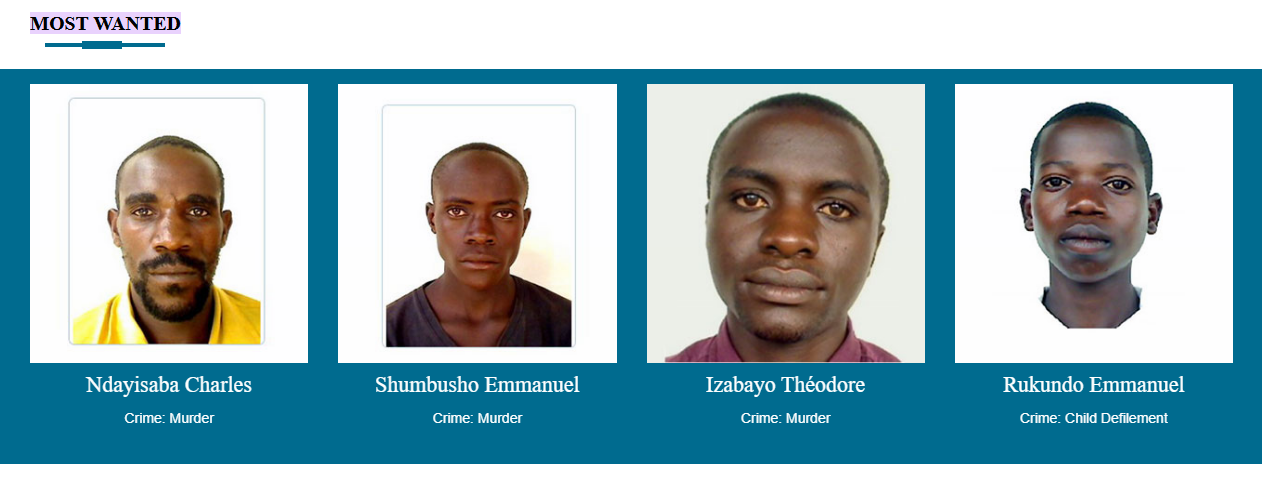 MOST WANTED
Ndayisaba Charles
Shumbusho Emmanuel
Izabayo Théodore
Rukundo Emmanuel
Crime: Murder
Crime: Murder
Crime: Murder
Crime: Child Defilement